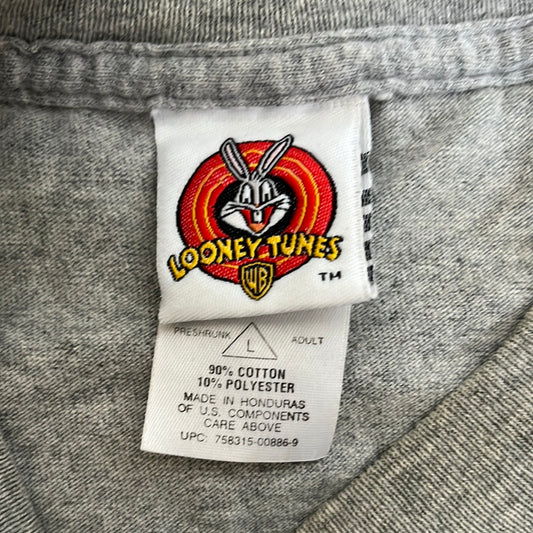 LOONEY TUNES
WB
TM
PRESHRUNK L ADULT
90% COTTON
10% POLYESTER
MADE IN HONDURAS
OF U.S. COMPONENTS
CARE ABOVE
UPC: 758315-00886-9